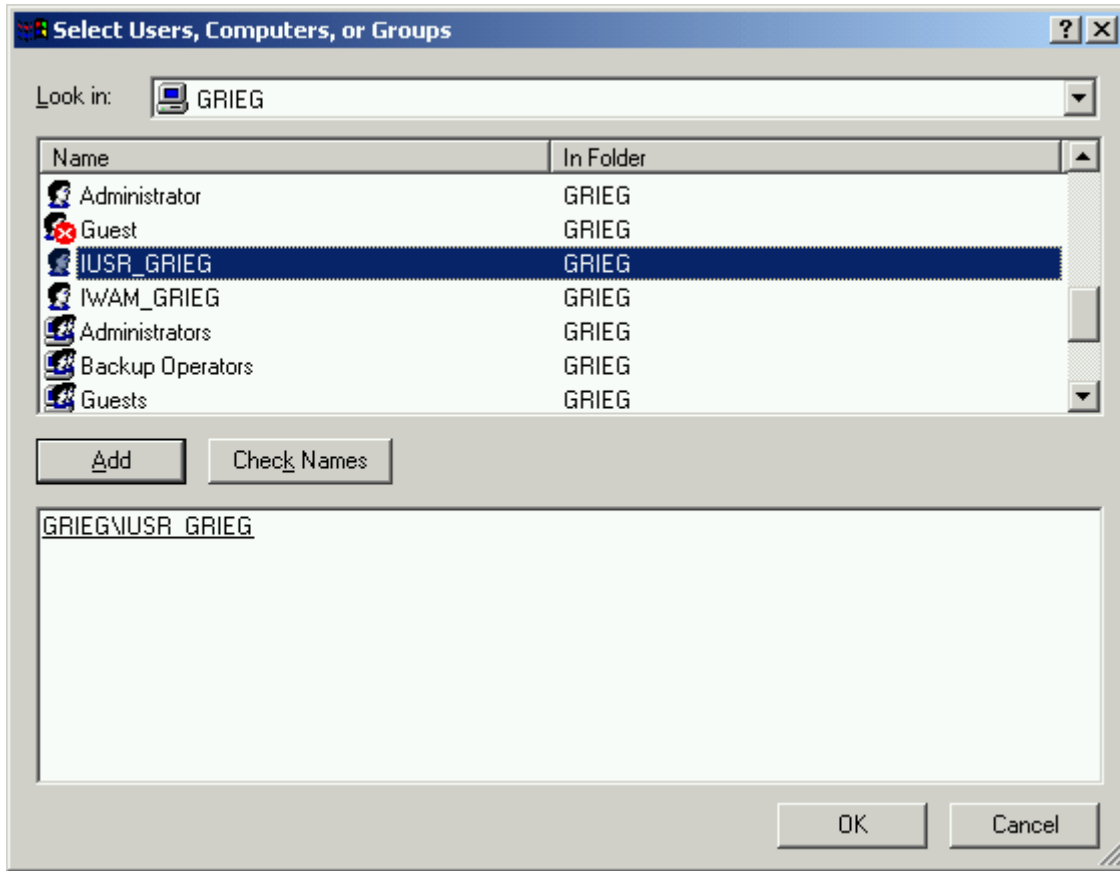 Select Users, Computers, or Groups
Look in: GRIEG
Name In Folder
Administrator GRIEG
Guest GRIEG
IUSR_GRIEG GRIEG
IWAM_GRIEG GRIEG
Administrators GRIEG
Backup Operators GRIEG
Guests GRIEG
Add Check Names
GRIEG\IUSR_GRIEG
OK Cancel